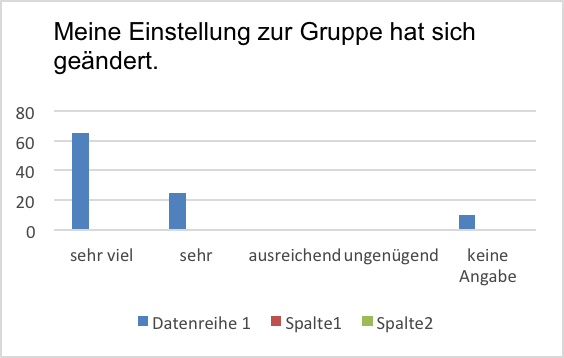 Meine Einstellung zur Gruppe hat sich
geändert.
80
60
40
20
0
sehr viel
sehr
ausreichend
ungenügend
keine
Angabe
Datenreihe 1
Spalte1
Spalte2